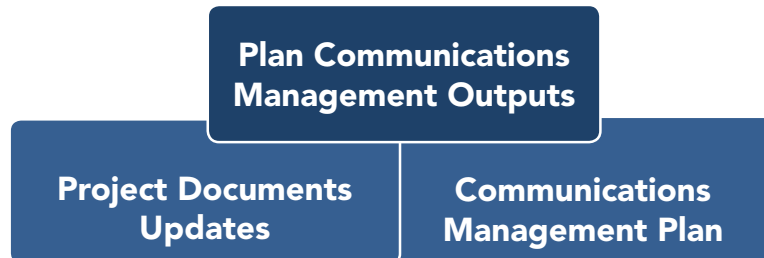 Plan Communications
Management Outputs
Project Documents
Updates
Communications
Management Plan